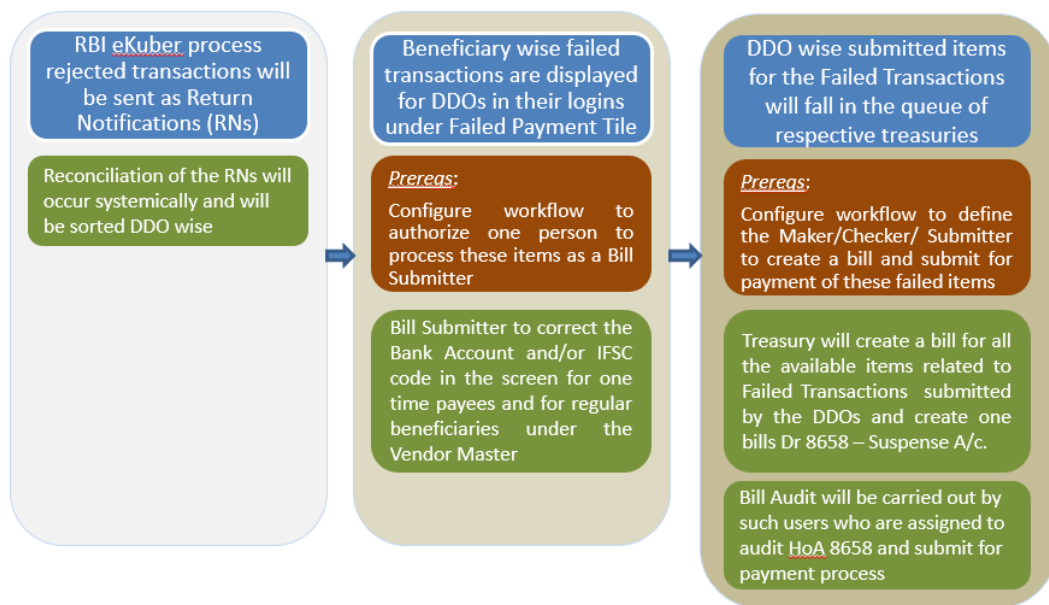 RBI eKuber process
rejected transactions will
be sent as Return
Notifications (RNs)
Reconciliation of the RNs will
occur systemically and will
be sorted DDO wise
Beneficiary wise failed
transactions are displayed
for DDOs in their logins
under Failed Payment Tile
Prereqs:
Configure workflow to
authorize one person to
process these items as a Bill
Submitter
Bill Submitter to correct the
Bank Account and/or IFSC
code in the screen for one
time payees and for regular
beneficiaries under the
Vendor Master
DDO wise submitted items
for the Failed Transactions
will fall in the queue of
respective treasuries
Prereqs:
Configure workflow to define
the Maker/Checker/ Submitter
to create a bill and submit for
payment of these failed items
Treasury will create a bill for all
the available items related to
Failed Transactions submitted
by the DDOs and create one
bills Dr 8658 – Suspense A/c.
Bill Audit will be carried out by
such users who are assigned to
audit HoA 8658 and submit for
payment process